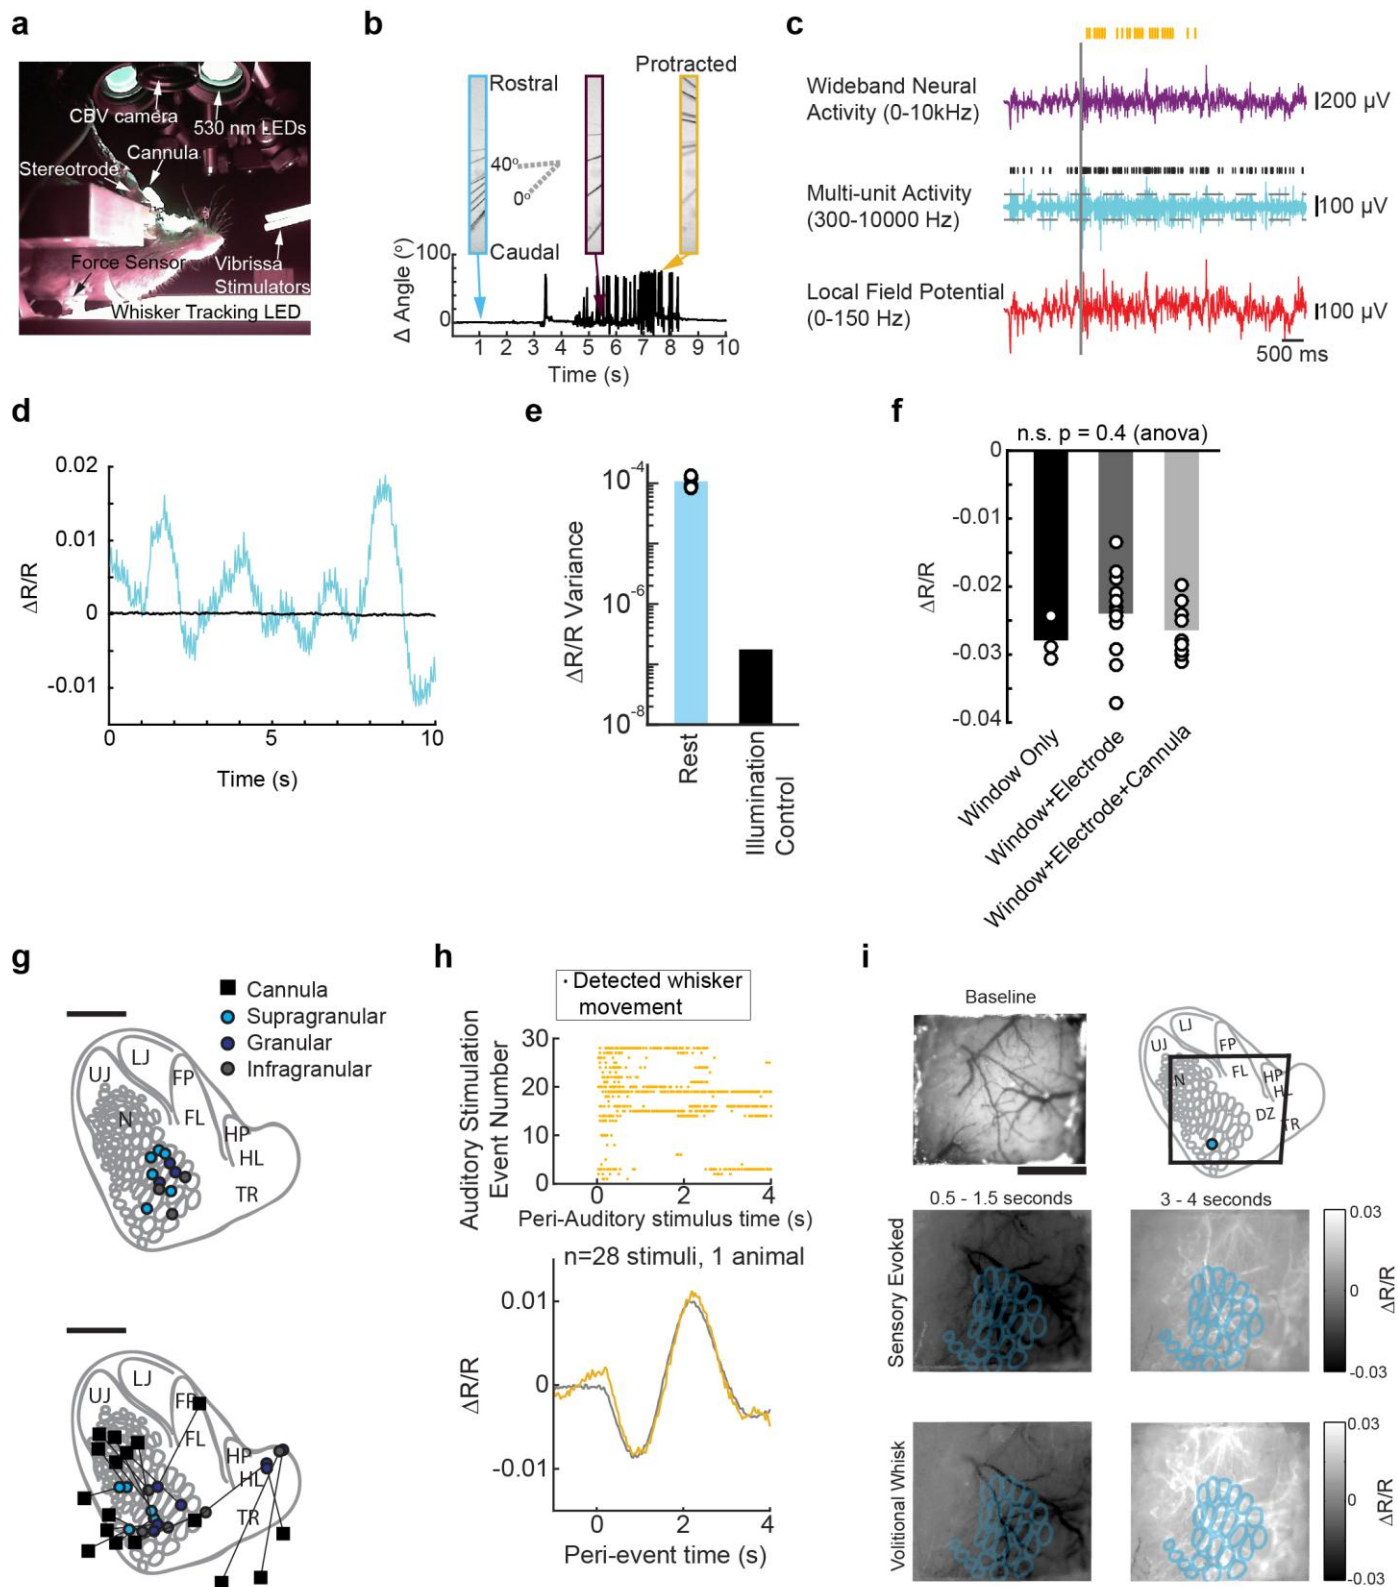 a
CBV camera
530 nm LEDs
Cannula
Stereotrode
Force Sensor
Vibrissa
Stimulators
Whisker Tracking LED
b
Protracted
Rostral
40°
0°
Caudal
Δ Angle (°)
100
0
1 2 3 4 5 6 7 8 9 10
Time (s)
c
Wideband Neural
Activity (0-10kHz)
200 µV
Multi-unit Activity
(300-10000 Hz)
100 µV
Local Field Potential
(0-150 Hz)
100 µV
500 ms
d
ΔR/R
0.02
0.01
0
-0.01
0 5 10
Time (s)
e
ΔR/R Variance
10⁻⁴
10⁻⁶
10⁻⁸
Rest
Illumination
Control
f
n.s. p = 0.4 (anova)
ΔR/R
0
-0.01
-0.02
-0.03
-0.04
Window Only
Window+Electrode
Window+Electrode+Cannula
g
Cannula
Supragranular
Granular
Infragranular
LJ
UJ
FP
N
FL
HP
HL
TR
LJ
UJ
FP
FL
HP
HL
TR
h
· Detected whisker
movement
Auditory Stimulation
Event Number
30
20
10
0
0 2 4
Peri-Auditory stimulus time (s)
n=28 stimuli, 1 animal
ΔR/R
0.01
0
-0.01
0 2 4
Peri-event time (s)
i
Baseline
LJ
UJ
FP
N
FL
HP
HL
DZ
TR
0.5 - 1.5 seconds
3 - 4 seconds
Sensory Evoked
0.03
0
-0.03
ΔR/R
Volitional Whisk
0.03
0
-0.03
ΔR/R